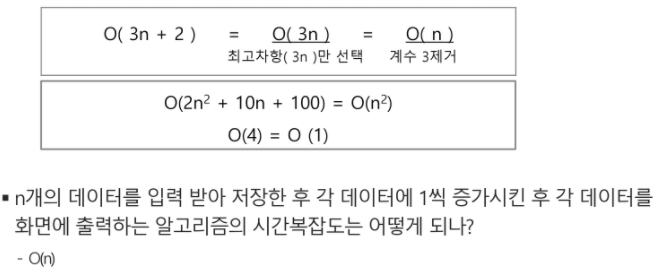 O( 3n + 2 ) = O( 3n ) = O( n )
최고차항( 3n )만 선택 계수 3제거
O(2n² + 10n + 100) = O(n²)
O(4) = O (1)
▪ n개의 데이터를 입력 받아 저장한 후 각 데이터에 1씩 증가시킨 후 각 데이터를
화면에 출력하는 알고리즘의 시간복잡도는 어떻게 되나?
- O(n)